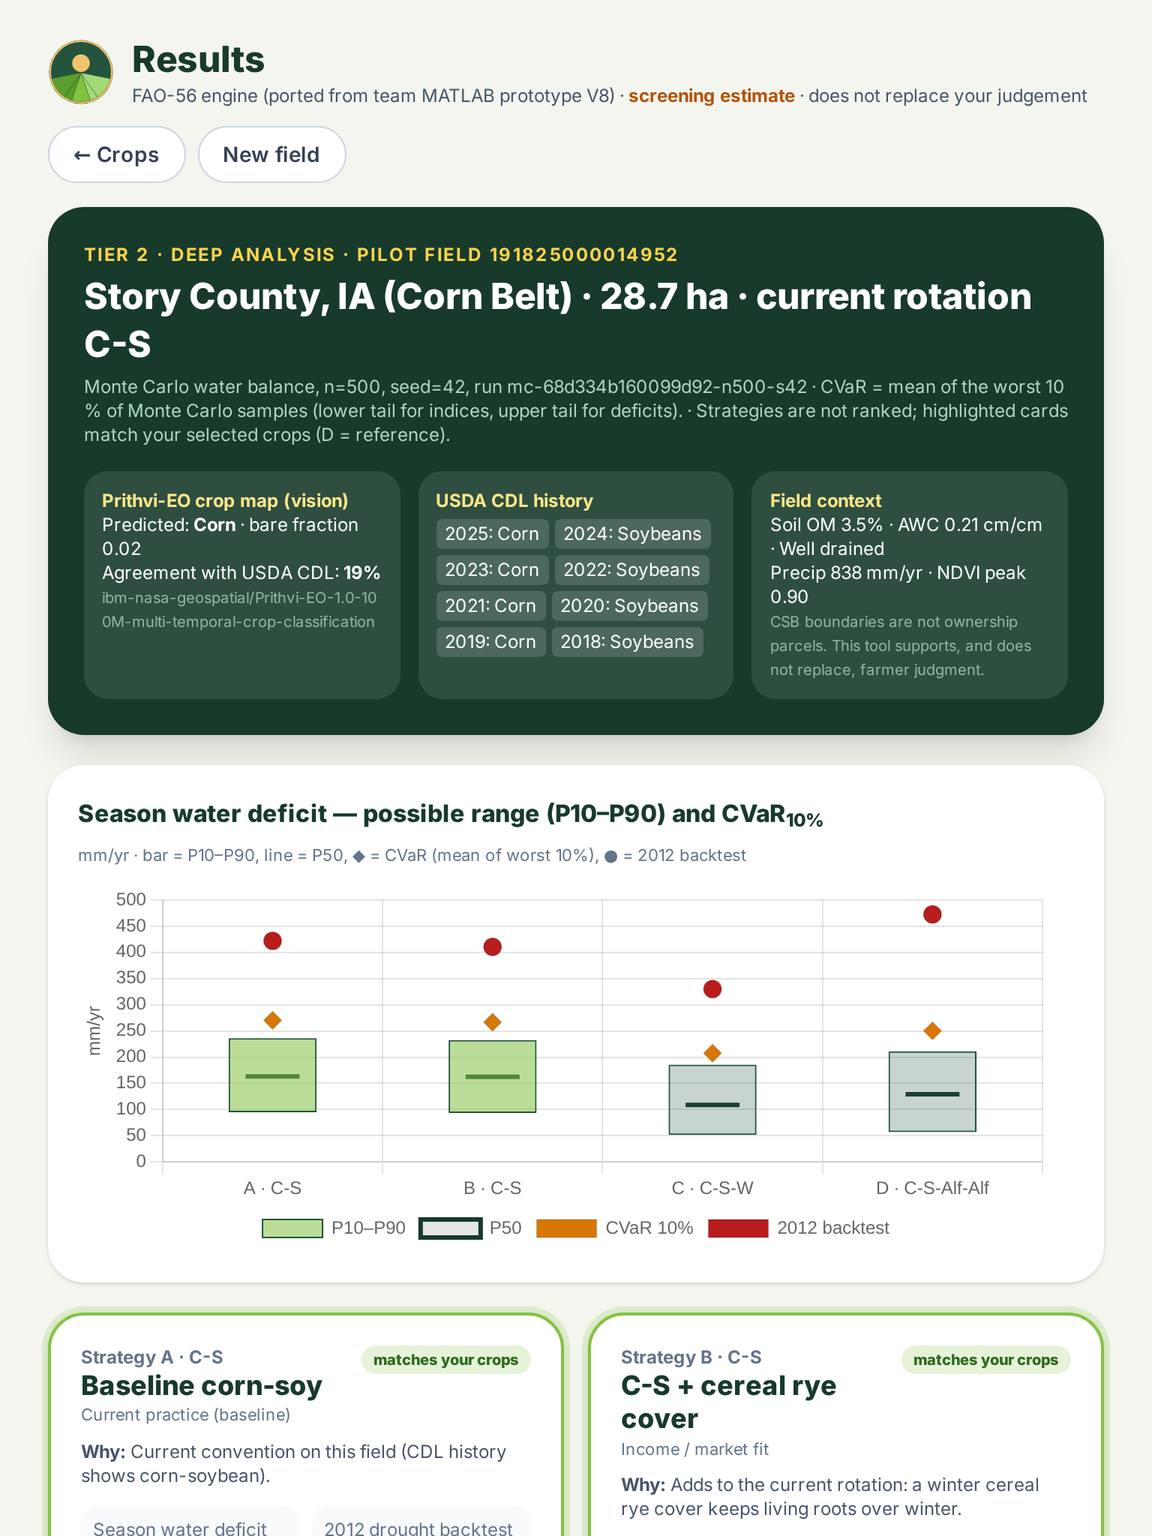 Results
FAO-56 engine (ported from team MATLAB prototype V8) · screening estimate · does not replace your judgement
← Crops
New field
TIER 2 · DEEP ANALYSIS · PILOT FIELD 191825000014952
Story County, IA (Corn Belt) · 28.7 ha · current rotation
C-S
Monte Carlo water balance, n=500, seed=42, run mc-68d334b160099d92-n500-s42 · CVaR = mean of the worst 10
% of Monte Carlo samples (lower tail for indices, upper tail for deficits). · Strategies are not ranked; highlighted cards
match your selected crops (D = reference).
Prithvi-EO crop map (vision)
Predicted: Corn · bare fraction
0.02
Agreement with USDA CDL: 19%
ibm-nasa-geospatial/Prithvi-EO-1.0-10
0M-multi-temporal-crop-classification
USDA CDL history
2025: Corn 2024: Soybeans
2023: Corn 2022: Soybeans
2021: Corn 2020: Soybeans
2019: Corn 2018: Soybeans
Field context
Soil OM 3.5% · AWC 0.21 cm/cm
· Well drained
Precip 838 mm/yr · NDVI peak
0.90
CSB boundaries are not ownership
parcels. This tool supports, and does
not replace, farmer judgment.
Season water deficit — possible range (P10–P90) and CVaR10%
mm/yr · bar = P10–P90, line = P50, ◆ = CVaR (mean of worst 10%), ● = 2012 backtest
500
450
400
350
300
250
200
150
100
50
0
mm/yr
A · C-S
B · C-S
C · C-S-W
D · C-S-Alf-Alf
P10–P90
P50
CVaR 10%
2012 backtest
Strategy A · C-S
matches your crops
Baseline corn-soy
Current practice (baseline)
Why: Current convention on this field (CDL history
shows corn-soybean).
Season water deficit
2012 drought backtest
Strategy B · C-S
matches your crops
C-S + cereal rye
cover
Income / market fit
Why: Adds to the current rotation: a winter cereal
rye cover keeps living roots over winter.